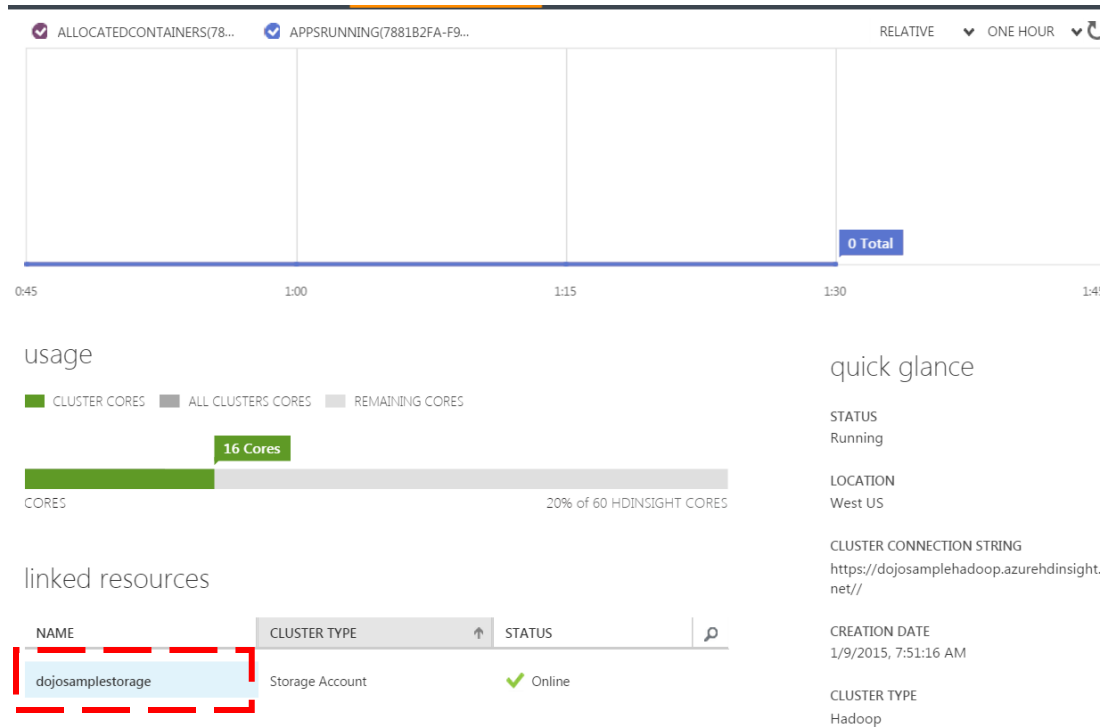 ALLOCATEDCONTAINERS(78...
APPSRUNNING(7881B2FA-F9...
RELATIVE
ONE HOUR
0 Total
0:45
1:00
1:15
1:30
1:45
usage
CLUSTER CORES
ALL CLUSTERS CORES
REMAINING CORES
16 Cores
CORES
20% of 60 HDINSIGHT CORES
linked resources
NAME
CLUSTER TYPE
STATUS
dojosamplestorage
Storage Account
Online
quick glance
STATUS
Running
LOCATION
West US
CLUSTER CONNECTION STRING
https://dojosamplehadoop.azurehdinsight.
net//
CREATION DATE
1/9/2015, 7:51:16 AM
CLUSTER TYPE
Hadoop